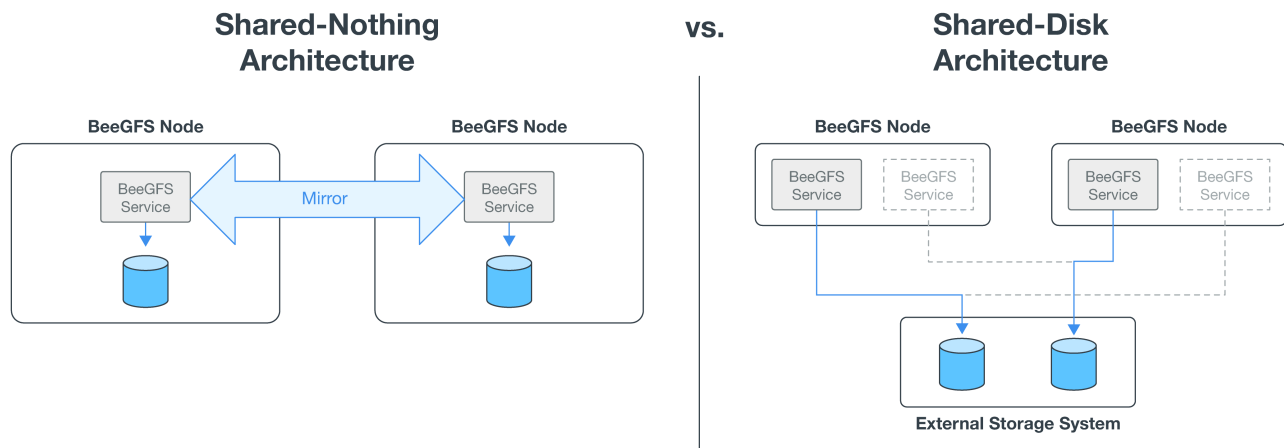 Shared-Nothing
Architecture
vs.
Shared-Disk
Architecture
BeeGFS Node
BeeGFS Node
BeeGFS
Service
Mirror
BeeGFS
Service
BeeGFS Node
BeeGFS Node
BeeGFS
Service
BeeGFS
Service
BeeGFS
Service
BeeGFS
Service
External Storage System